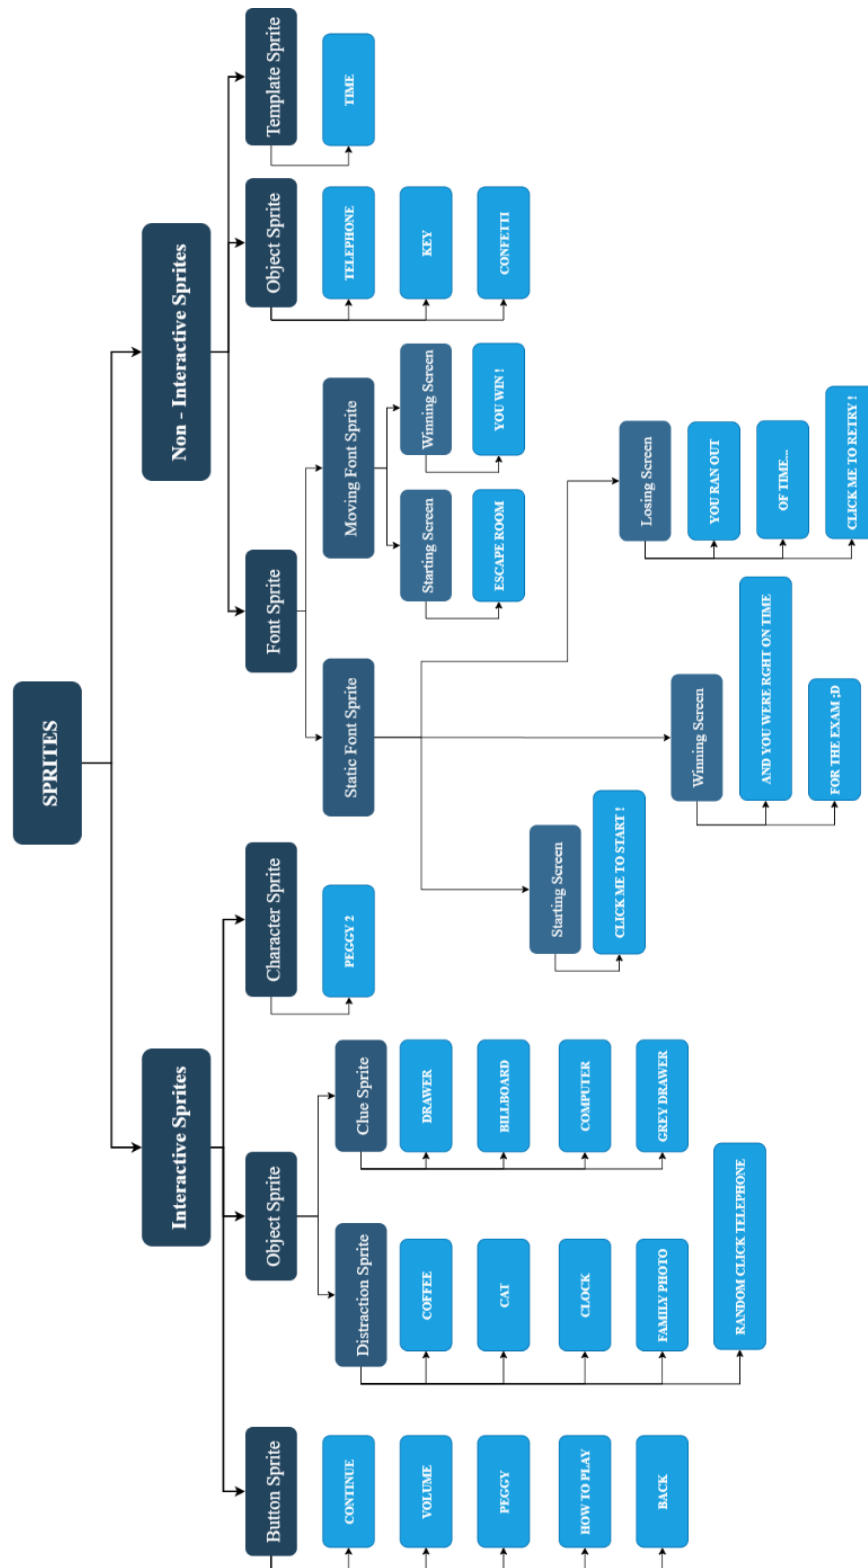 SPRITES
Interactive Sprites
Button Sprite
CONTINUE
VOLUME
PEGGY
HOW TO PLAY
BACK
Object Sprite
Distraction Sprite
COFFEE
CAT
CLOCK
FAMILY PHOTO
RANDOM CLICK TELEPHONE
Clue Sprite
DRAWER
BILLBOARD
COMPUTER
GREY DRAWER
Character Sprite
PEGGY 2
Non - Interactive Sprites
Font Sprite
Static Font Sprite
Starting Screen
CLICK ME TO START !
Winning Screen
AND YOU WERE RGHT ON TIME
FOR THE EXAM ;D
Losing Screen
YOU RAN OUT
OF TIME...
CLICK ME TO RETRY !
Moving Font Sprite
Starting Screen
ESCAPE ROOM
Winning Screen
YOU WIN !
Object Sprite
TELEPHONE
KEY
CONFETTI
Template Sprite
TIME